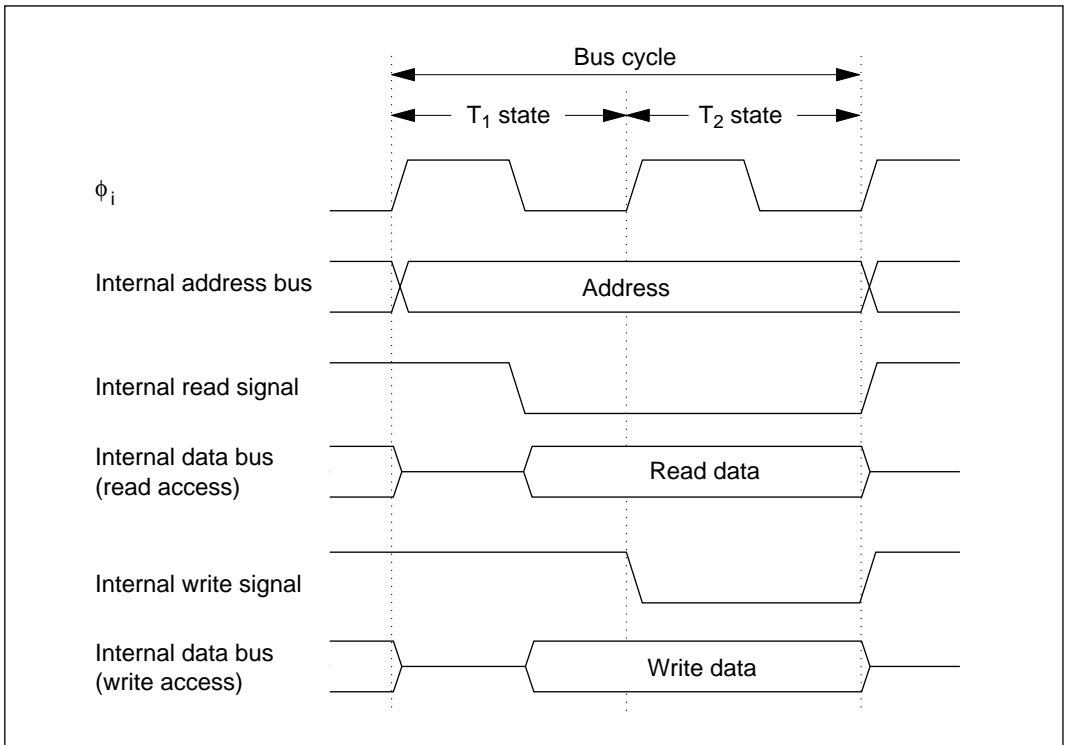 Bus cycle
T1 state
T2 state
ϕi
Internal address bus
Address
Internal read signal
Internal data bus
(read access)
Read data
Internal write signal
Internal data bus
(write access)
Write data